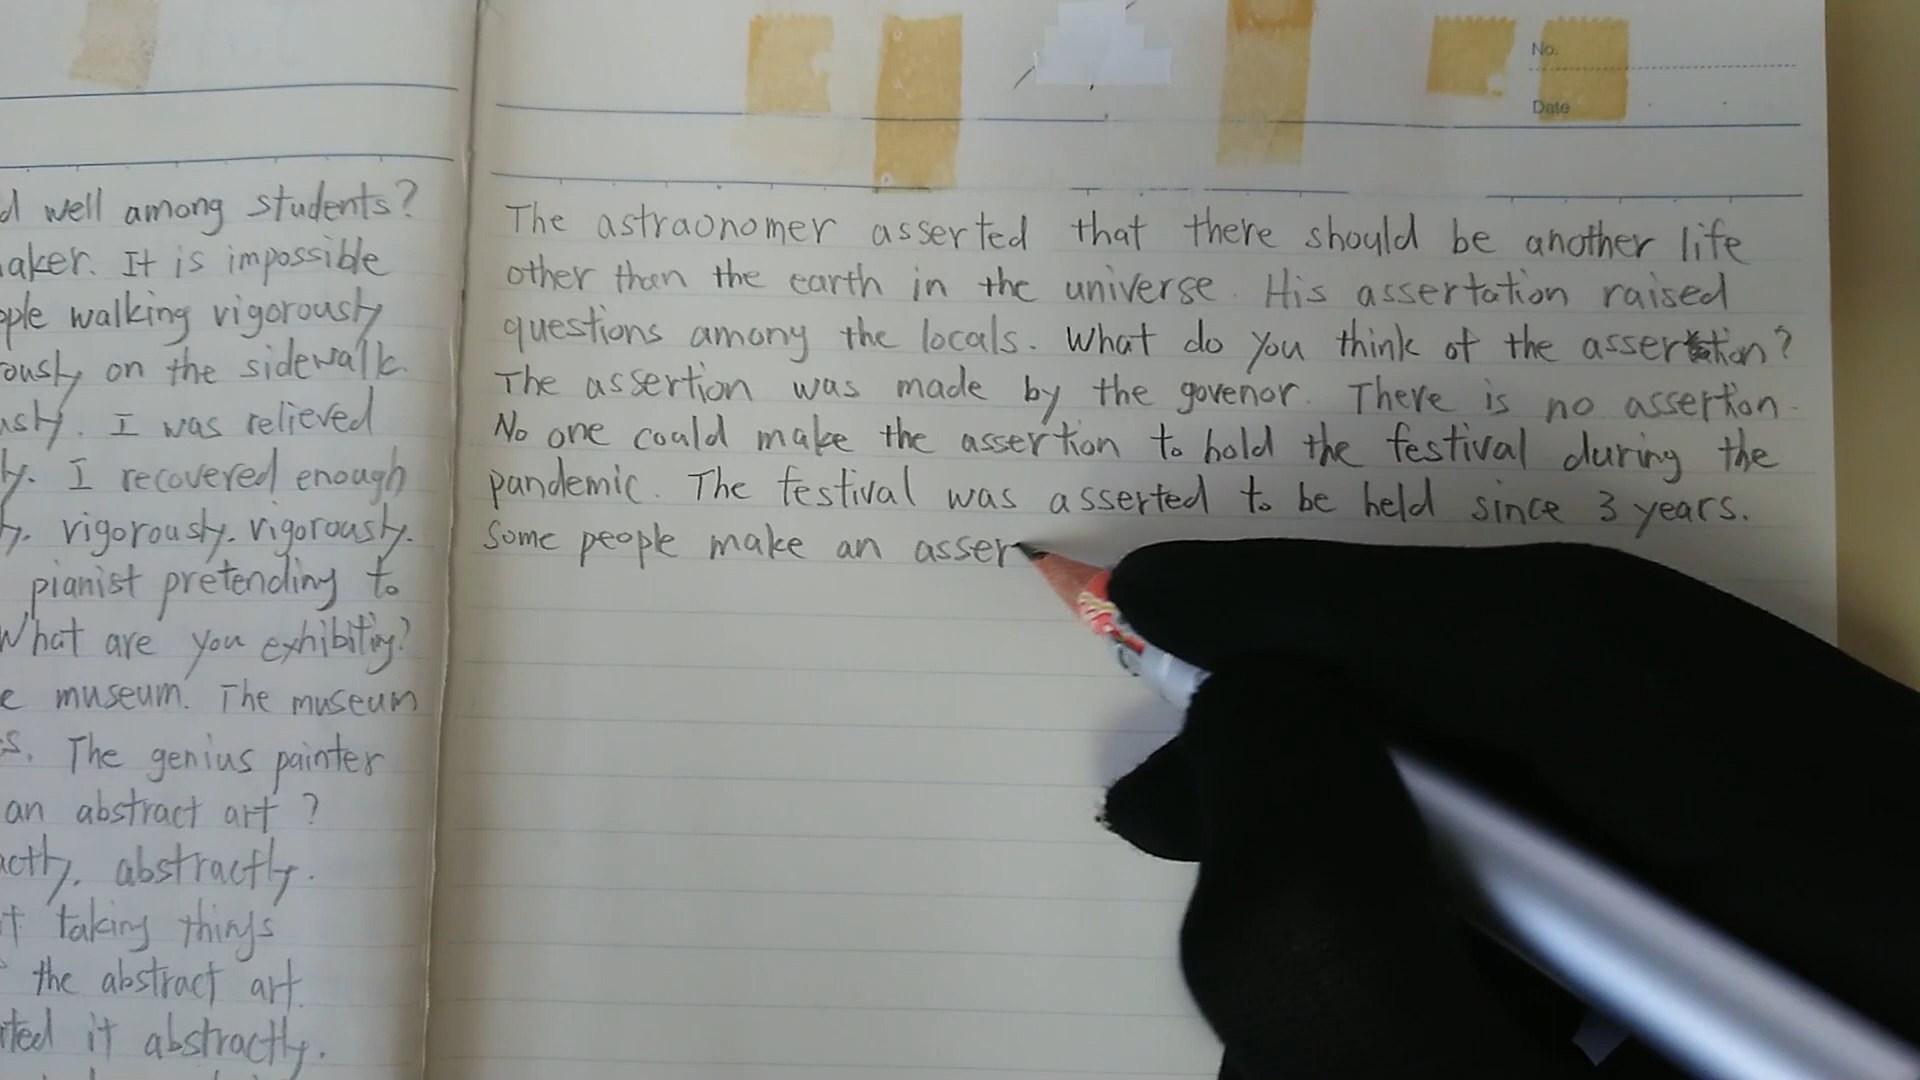 d well among students?
aker. It is impossible
ople walking vigorously
ously on the sidewalk.
usly. I was relieved
ly. I recovered enough
y. vigorously. vigorously.
pianist pretending to
What are you exhibiting?
e museum. The museum
s. The genius painter
an abstract art?
actly, abstractly.
f taking things
the abstract art.
ted it abstractly.
No.
Date
The astraonomer asserted that there should be another life
other than the earth in the universe. His assertation raised
questions among the locals. What do you think of the assertion?
The assertion was made by the govenor. There is no assertion.
No one could make the assertion to hold the festival during the
pandemic. The festival was asserted to be held since 3 years.
Some people make an asser